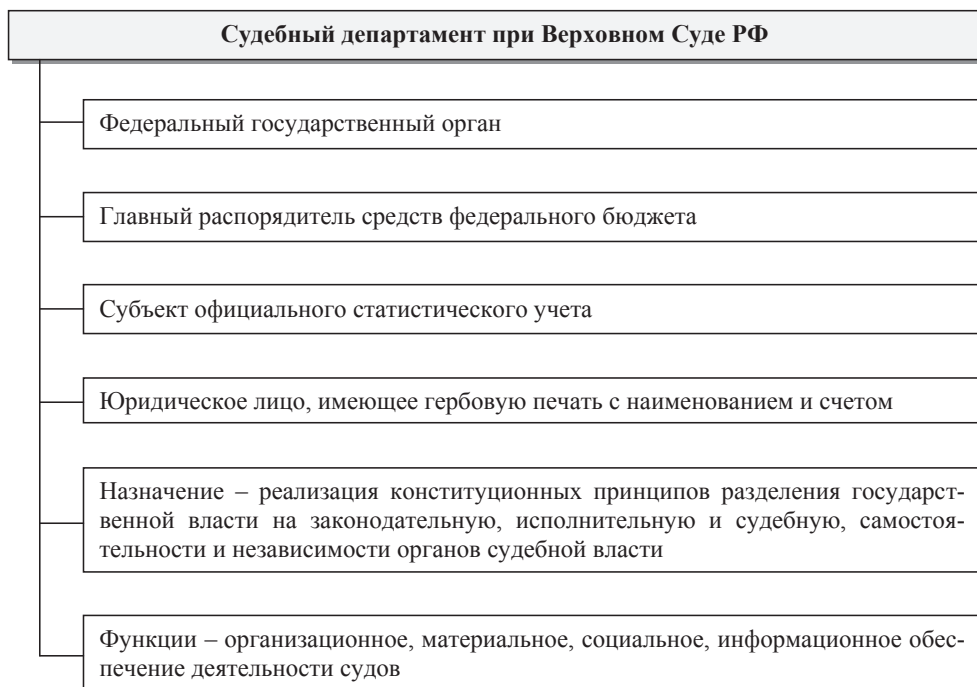 Судебный департамент при Верховном Суде РФ
Федеральный государственный орган
Главный распорядитель средств федерального бюджета
Субъект официального статистического учета
Юридическое лицо, имеющее гербовую печать с наименованием и счетом
Назначение – реализация конституционных принципов разделения государст-
венной власти на законодательную, исполнительную и судебную, самостоя-
тельности и независимости органов судебной власти
Функции – организационное, материальное, социальное, информационное обес-
печение деятельности судов